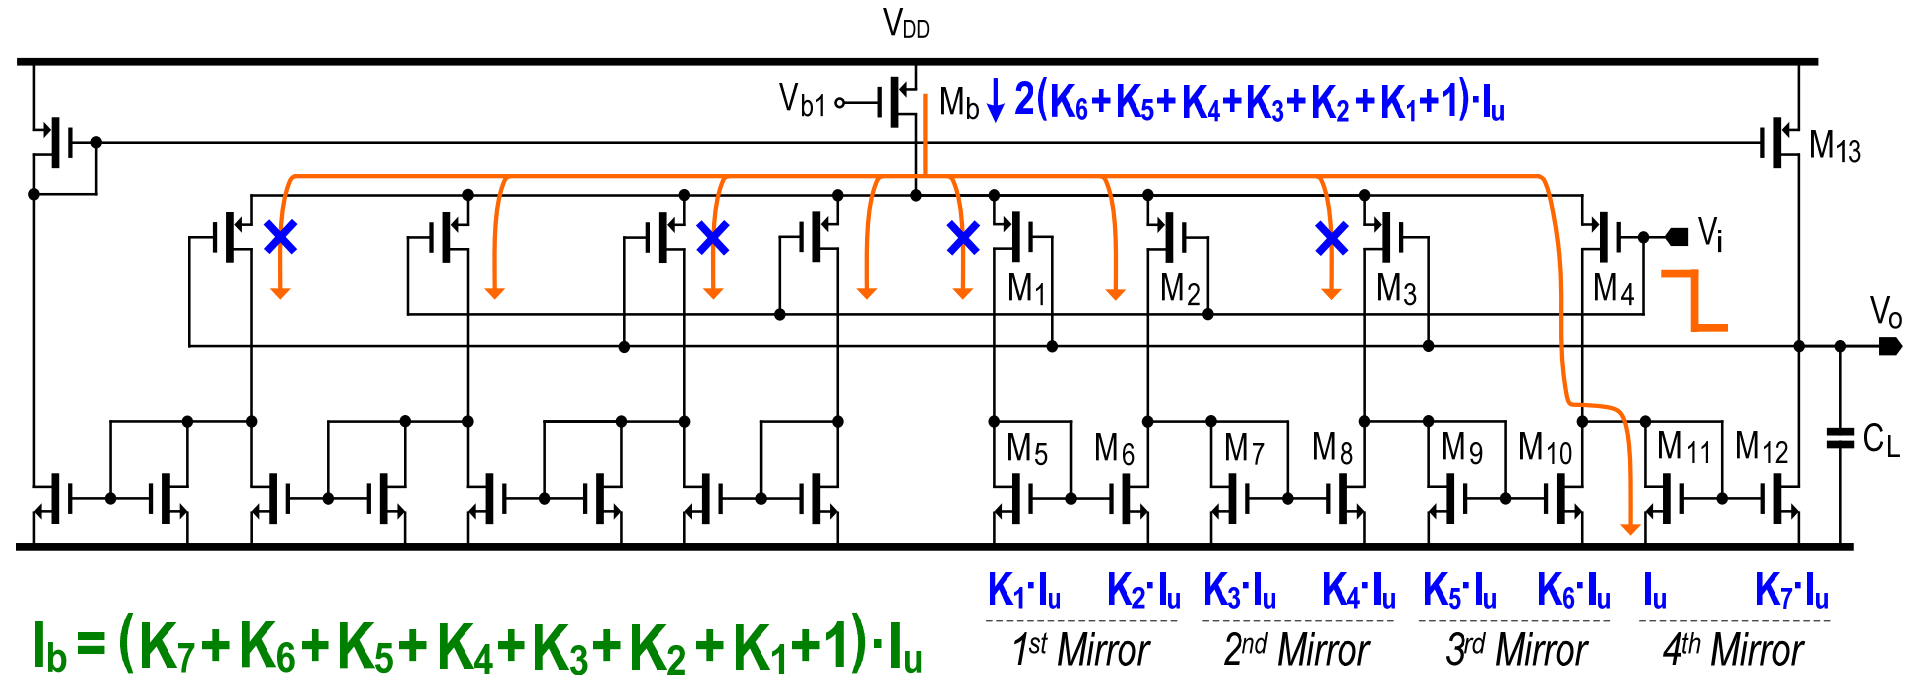 VDD
Vb1
Mb ↓ 2(K6+K5+K4+K3+K2+K1+1)·Iu
M13
Vi
M1 M2 M3 M4
Vo
CL
M5 M6 M7 M8 M9 M10 M11 M12
K1·Iu K2·Iu K3·Iu K4·Iu K5·Iu K6·Iu Iu K7·Iu
1st Mirror 2nd Mirror 3rd Mirror 4th Mirror
Ib = (K7+K6+K5+K4+K3+K2+K1+1)·Iu